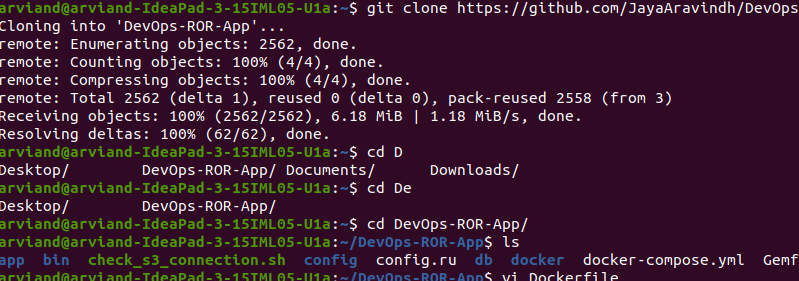 arviand@arviand-IdeaPad-3-15IML05-U1a:~$ git clone https://github.com/JayaAravindh/DevOps
Cloning into 'DevOps-ROR-App'...
remote: Enumerating objects: 2562, done.
remote: Counting objects: 100% (4/4), done.
remote: Compressing objects: 100% (4/4), done.
remote: Total 2562 (delta 1), reused 0 (delta 0), pack-reused 2558 (from 3)
Receiving objects: 100% (2562/2562), 6.18 MiB | 1.18 MiB/s, done.
Resolving deltas: 100% (62/62), done.
arviand@arviand-IdeaPad-3-15IML05-U1a:~$ cd D
Desktop/ DevOps-ROR-App/ Documents/ Downloads/
arviand@arviand-IdeaPad-3-15IML05-U1a:~$ cd De
Desktop/ DevOps-ROR-App/
arviand@arviand-IdeaPad-3-15IML05-U1a:~$ cd DevOps-ROR-App/
arviand@arviand-IdeaPad-3-15IML05-U1a:~/DevOps-ROR-App$ ls
app bin check_s3_connection.sh config config.ru db docker docker-compose.yml Gemf
arviand@arviand-IdeaPad-3-15IML05-U1a:~/DevOps-ROR-App$ vi Dockerfile